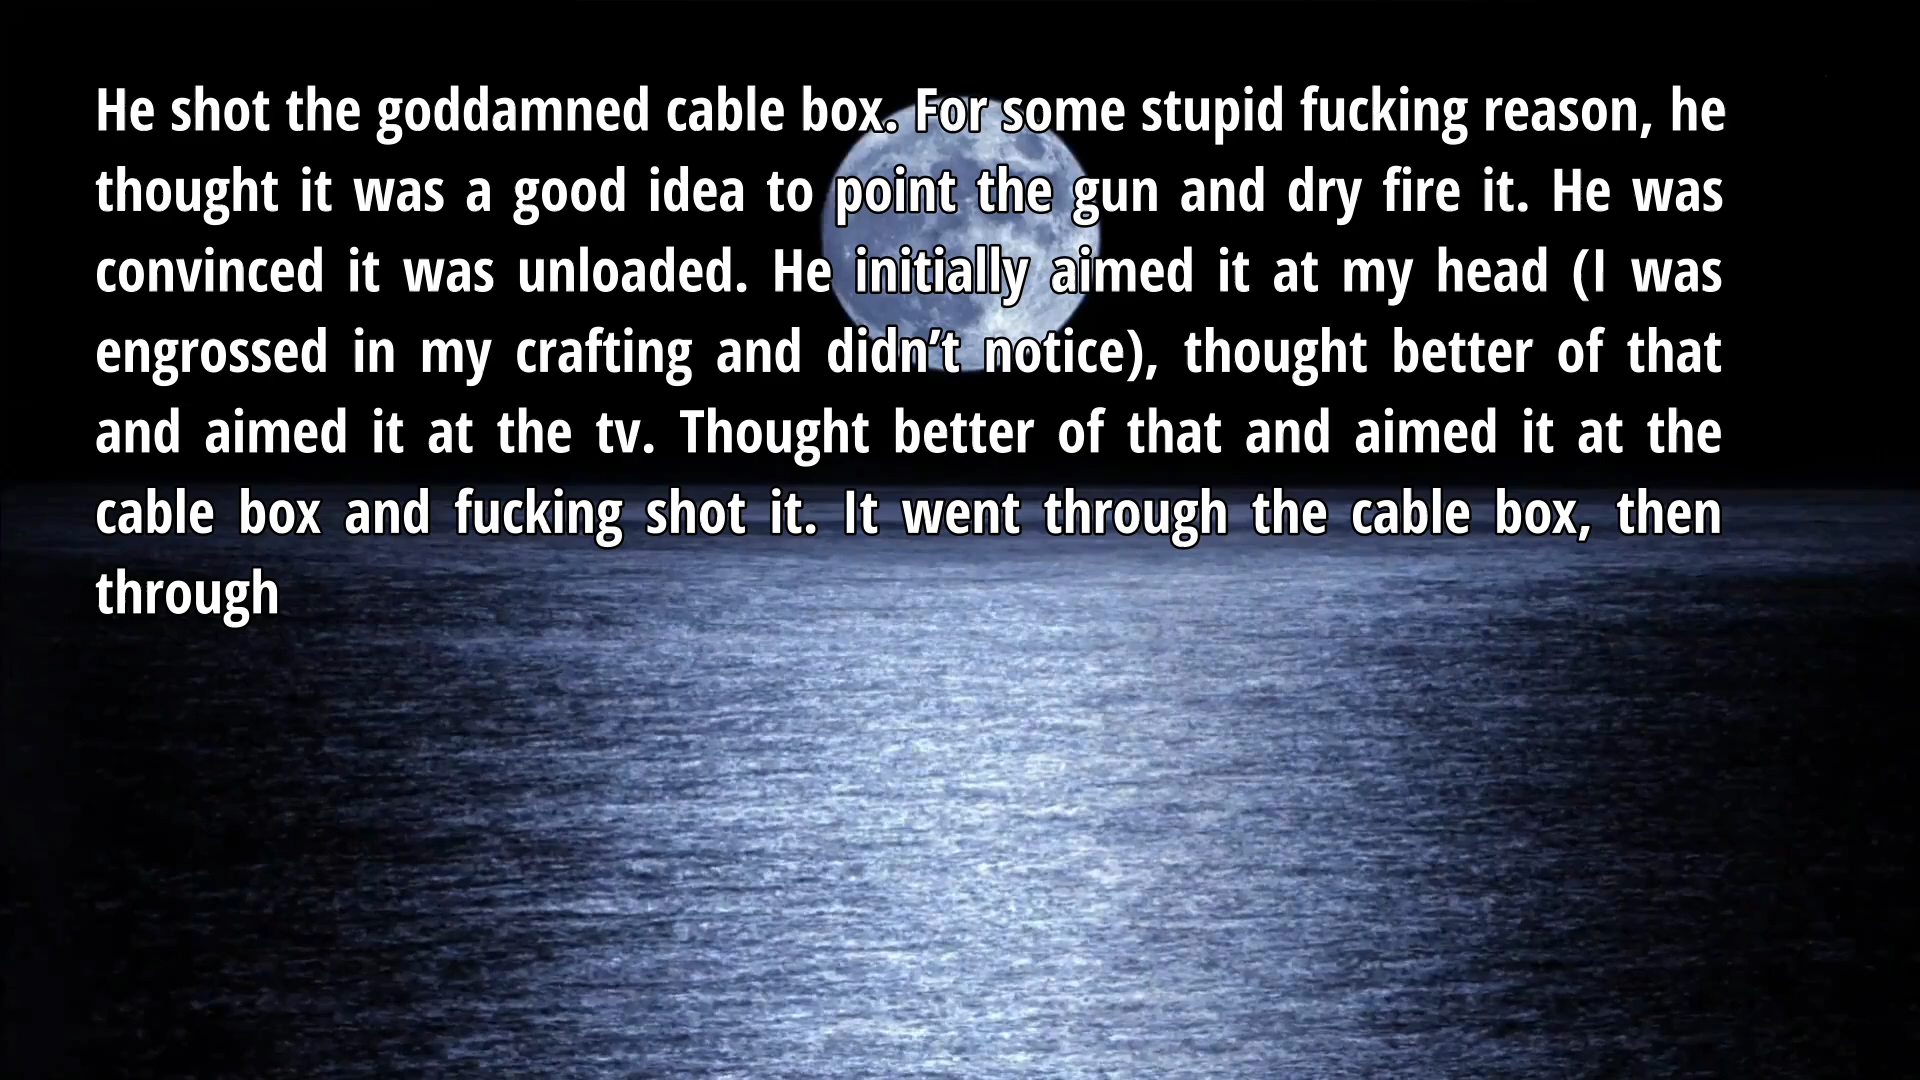 He shot the goddamned cable box. For some stupid fucking reason, he
thought it was a good idea to point the gun and dry fire it. He was
convinced it was unloaded. He initially aimed it at my head (I was
engrossed in my crafting and didn’t notice), thought better of that
and aimed it at the tv. Thought better of that and aimed it at the
cable box and fucking shot it. It went through the cable box, then
through